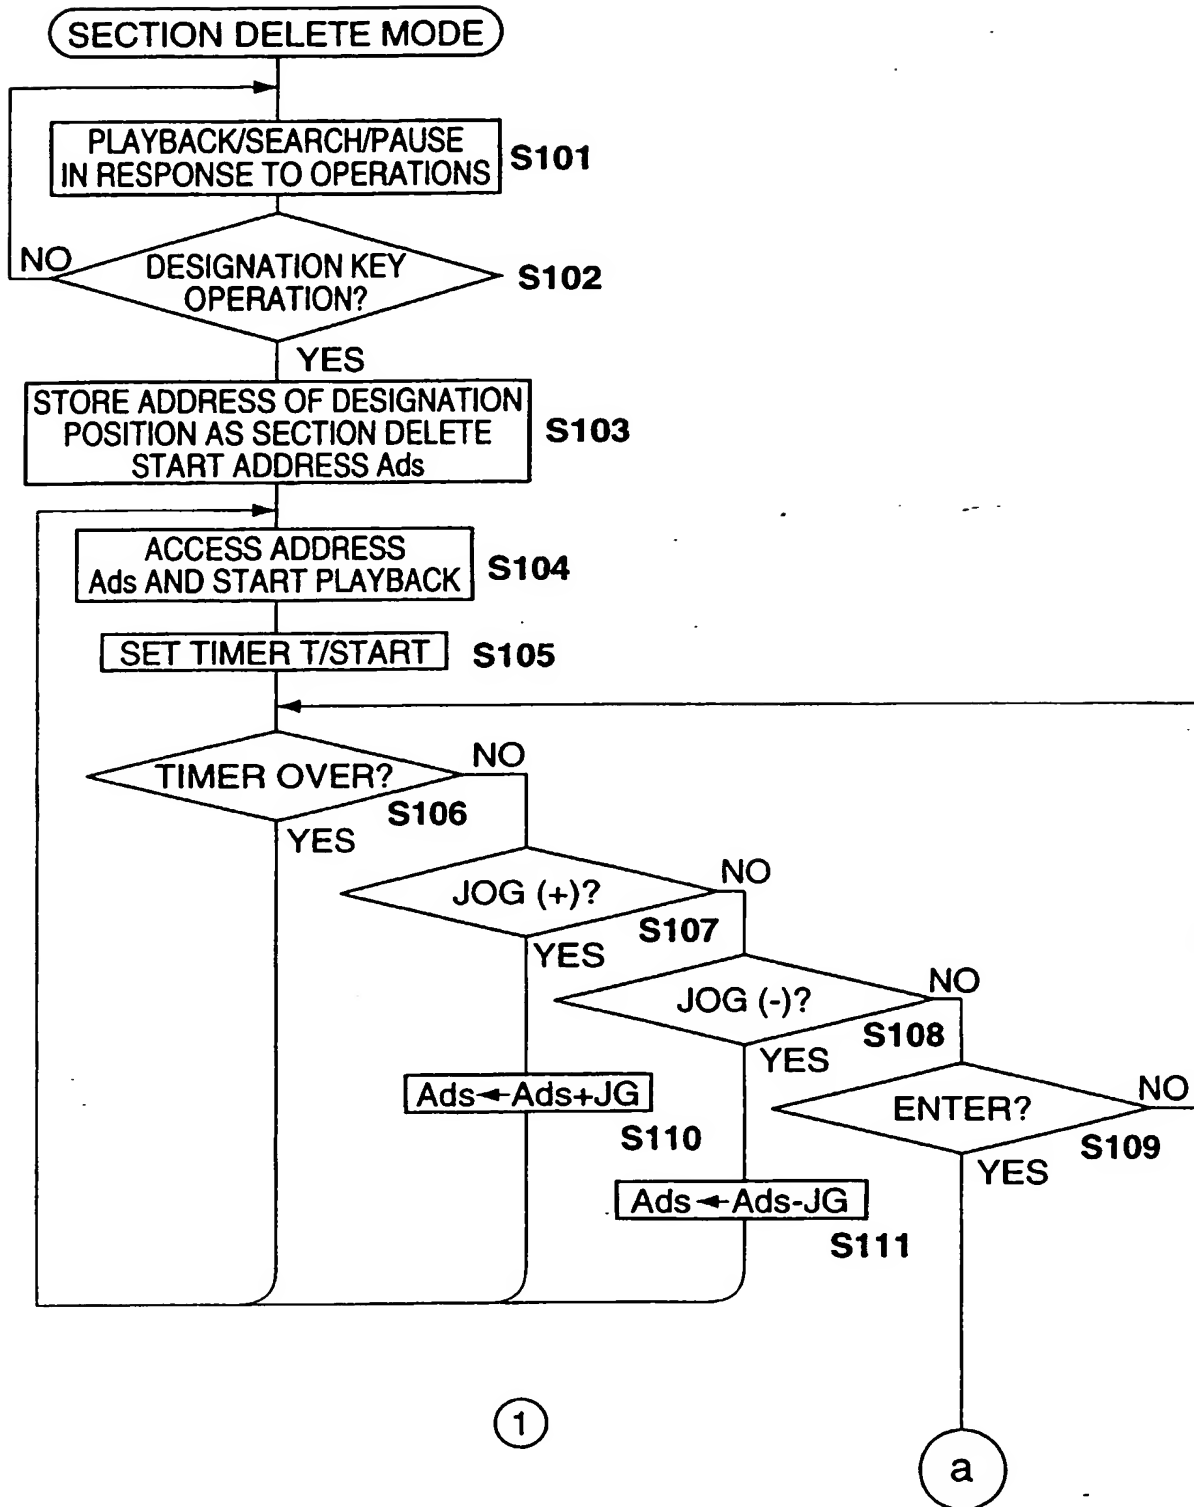 SECTION DELETE MODE
PLAYBACK/SEARCH/PAUSE
IN RESPONSE TO OPERATIONS
S101
NO
DESIGNATION KEY
OPERATION?
S102
YES
STORE ADDRESS OF DESIGNATION
POSITION AS SECTION DELETE
START ADDRESS Ads
S103
ACCESS ADDRESS
Ads AND START PLAYBACK
S104
SET TIMER T/START
S105
TIMER OVER?
NO
S106
YES
JOG (+)?
NO
S107
YES
JOG (-)?
NO
S108
YES
Ads←Ads+JG
S110
ENTER?
NO
S109
YES
Ads←Ads-JG
S111
1
a